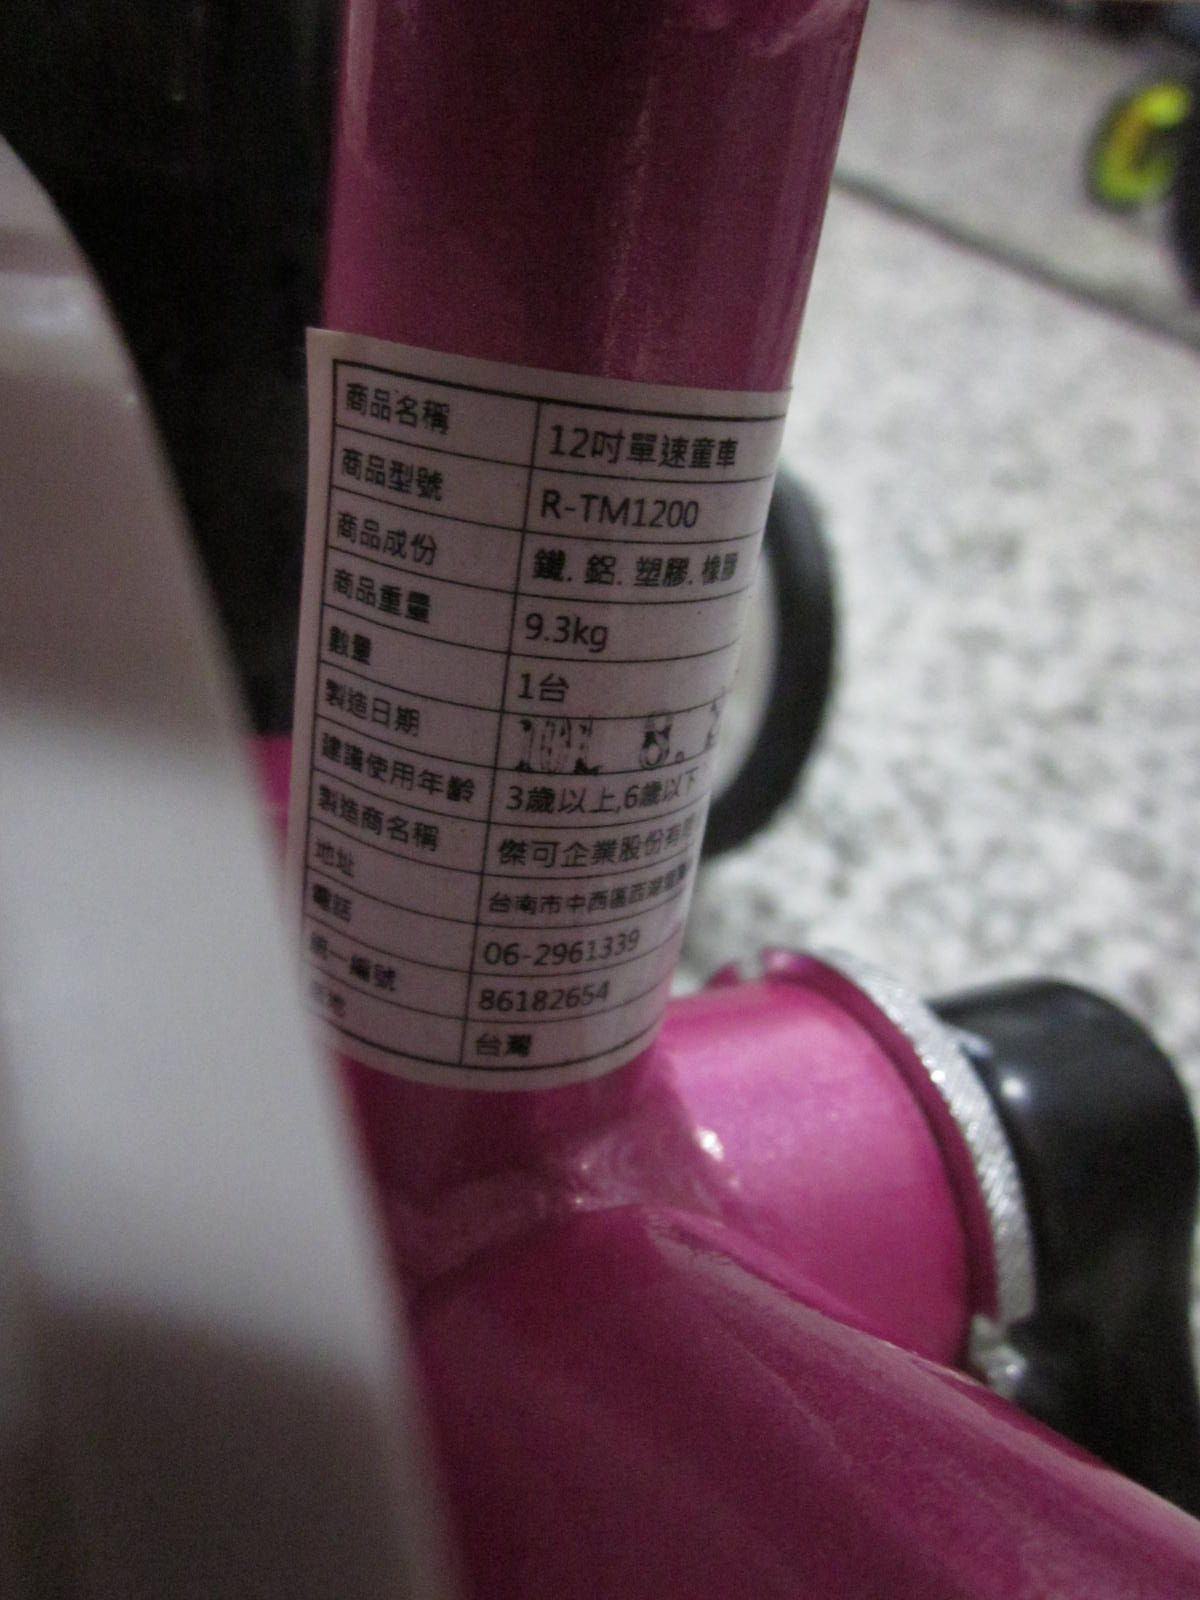 商品名稱 12吋單速童車
商品型號 R-TM1200
商品成份 鐵. 鋁. 塑膠. 橡膠
商品重量 9.3kg
數量 1台
製造日期
建議使用年齡 3歲以上,6歲以下
製造商名稱 傑可企業股份有
地址 台南市中西區西湖
電話 06-2961339
統一編號 86182654
台灣